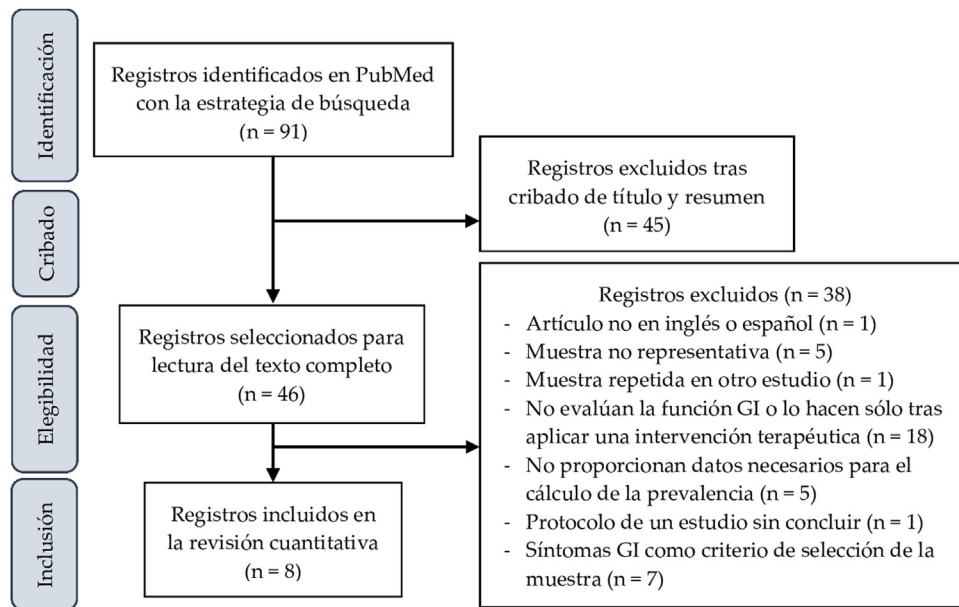 Identificación
Registros identificados en PubMed
con la estrategia de búsqueda
(n = 91)
Cribado
Registros excluidos tras
cribado de título y resumen
(n = 45)
Elegibilidad
Registros seleccionados para
lectura del texto completo
(n = 46)
Registros excluidos (n = 38)
- Artículo no en inglés o español (n = 1)
- Muestra no representativa (n = 5)
- Muestra repetida en otro estudio (n = 1)
- No evalúan la función GI o lo hacen sólo tras
aplicar una intervención terapéutica (n = 18)
- No proporcionan datos necesarios para el
cálculo de la prevalencia (n = 5)
- Protocolo de un estudio sin concluir (n = 1)
- Síntomas GI como criterio de selección de la
muestra (n = 7)
Inclusión
Registros incluidos en
la revisión cuantitativa
(n = 8)